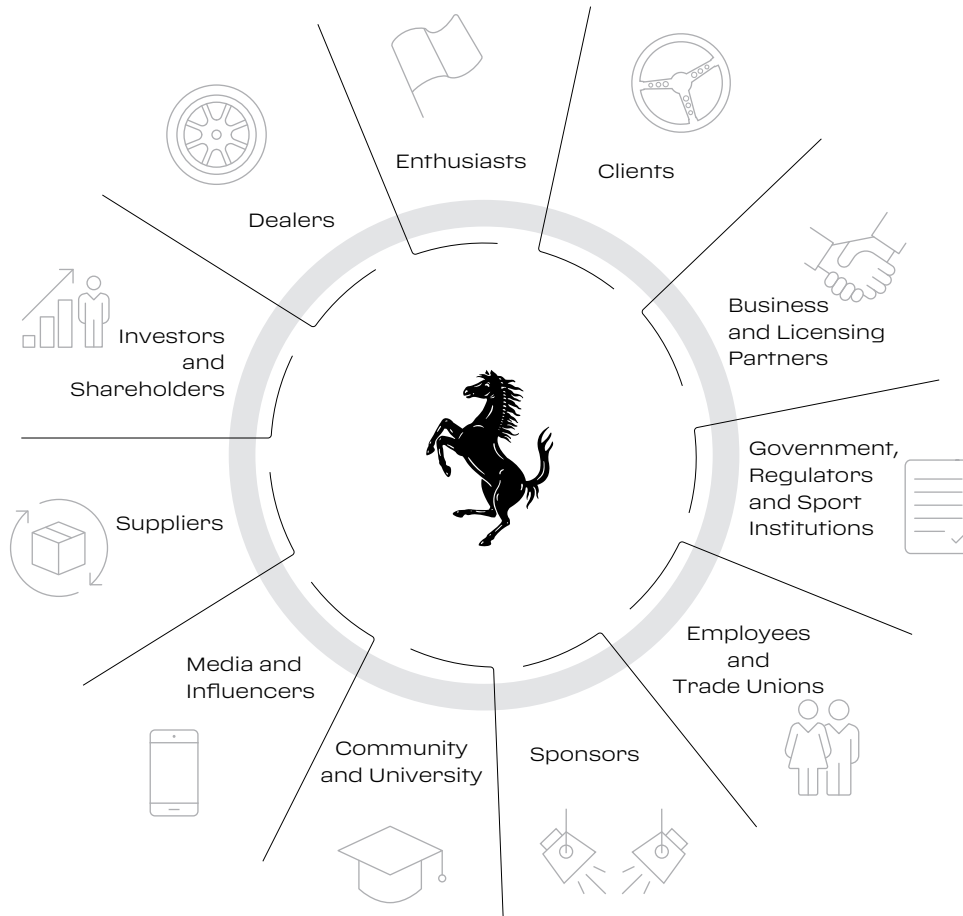 Enthusiasts
Clients
Business
and Licensing
Partners
Government,
Regulators
and Sport
Institutions
Employees
and
Trade Unions
Sponsors
Community
and University
Media and
Influencers
Suppliers
Investors
and
Shareholders
Dealers